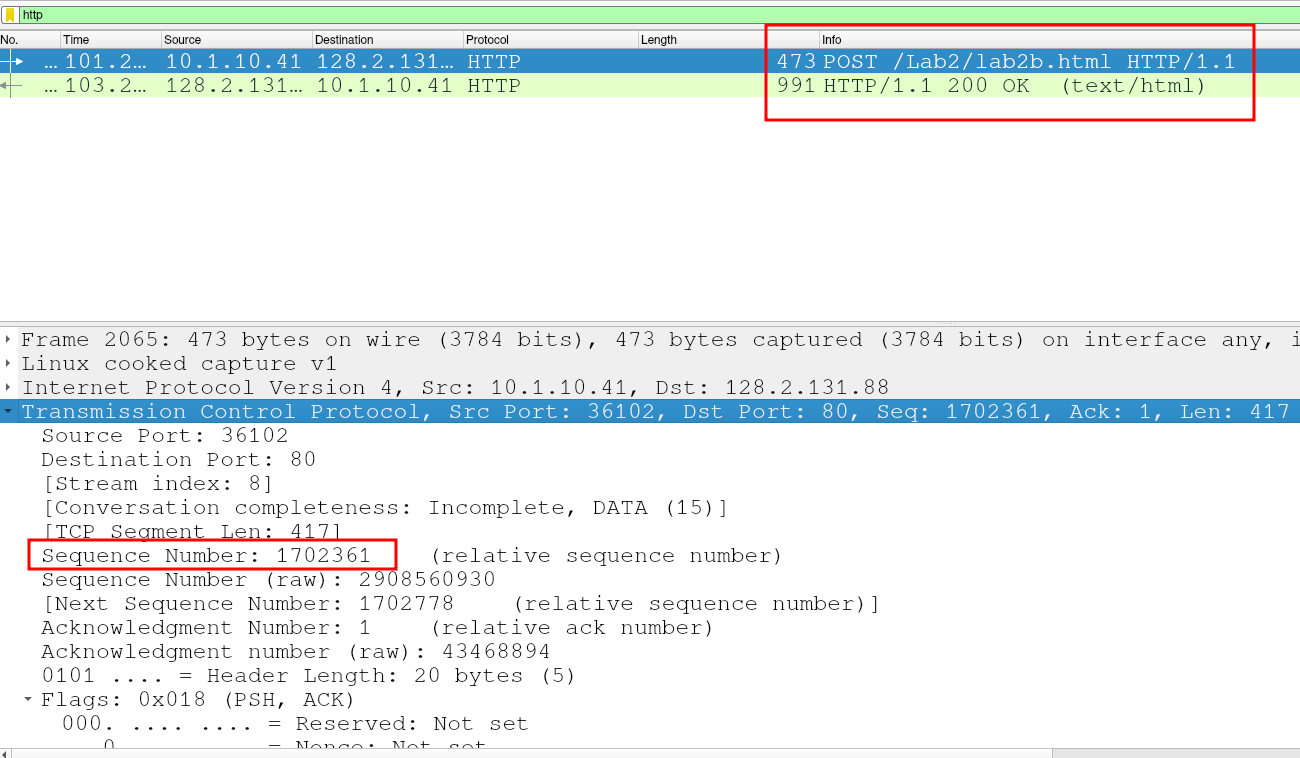 http
No. Time Source Destination Protocol Length Info
… 101.2… 10.1.10.41 128.2.131… HTTP 473 POST /Lab2/lab2b.html HTTP/1.1
… 103.2… 128.2.131… 10.1.10.41 HTTP 991 HTTP/1.1 200 OK (text/html)
Frame 2065: 473 bytes on wire (3784 bits), 473 bytes captured (3784 bits) on interface any, i
Linux cooked capture v1
Internet Protocol Version 4, Src: 10.1.10.41, Dst: 128.2.131.88
Transmission Control Protocol, Src Port: 36102, Dst Port: 80, Seq: 1702361, Ack: 1, Len: 417
Source Port: 36102
Destination Port: 80
[Stream index: 8]
[Conversation completeness: Incomplete, DATA (15)]
[TCP Segment Len: 417]
Sequence Number: 1702361 (relative sequence number)
Sequence Number (raw): 2908560930
[Next Sequence Number: 1702778 (relative sequence number)]
Acknowledgment Number: 1 (relative ack number)
Acknowledgment number (raw): 43468894
0101 .... = Header Length: 20 bytes (5)
Flags: 0x018 (PSH, ACK)
000. .... .... = Reserved: Not set
...0 .... .... = Nonce: Not set